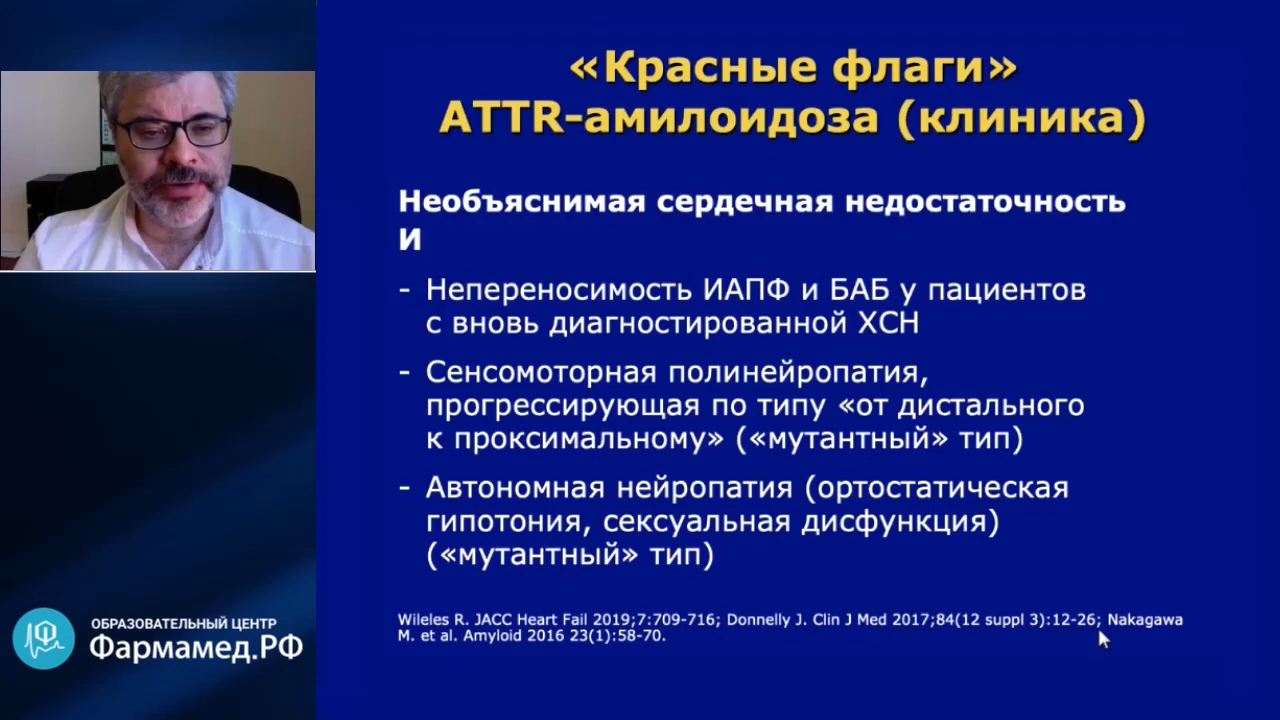 «Красные флаги»
ATTR-амилоидоза (клиника)
Необъяснимая сердечная недостаточность
И
- Непереносимость ИАПФ и БАБ у пациентов
с вновь диагностированной ХСН
- Сенсомоторная полинейропатия,
прогрессирующая по типу «от дистального
к проксимальному» («мутантный» тип)
- Автономная нейропатия (ортостатическая
гипотония, сексуальная дисфункция)
(«мутантный» тип)
Wileles R. JACC Heart Fail 2019;7:709-716; Donnelly J. Clin J Med 2017;84(12 suppl 3):12-26; Nakagawa
M. et al. Amyloid 2016 23(1):58-70.
ОБРАЗОВАТЕЛЬНЫЙ ЦЕНТР
Фармамед.РФ